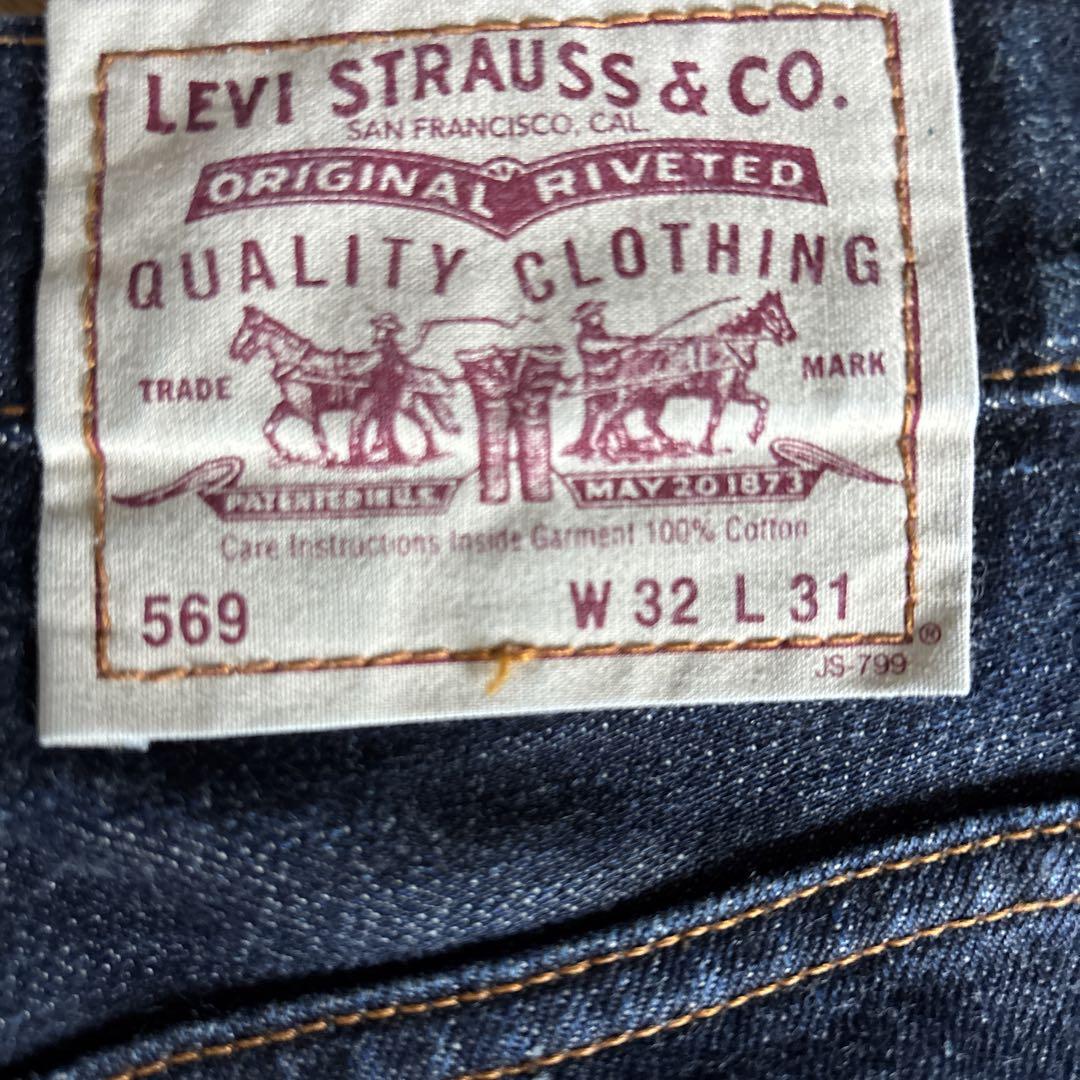 LEVI STRAUSS & CO.
SAN FRANCISCO, CAL.
ORIGINAL RIVETED
QUALITY CLOTHING
TRADE MARK
PATENTED IN U.S. MAY 20 1873
Care Instructions Inside Garment 100% Cotton
569 W 32 L 31
®
JS-799